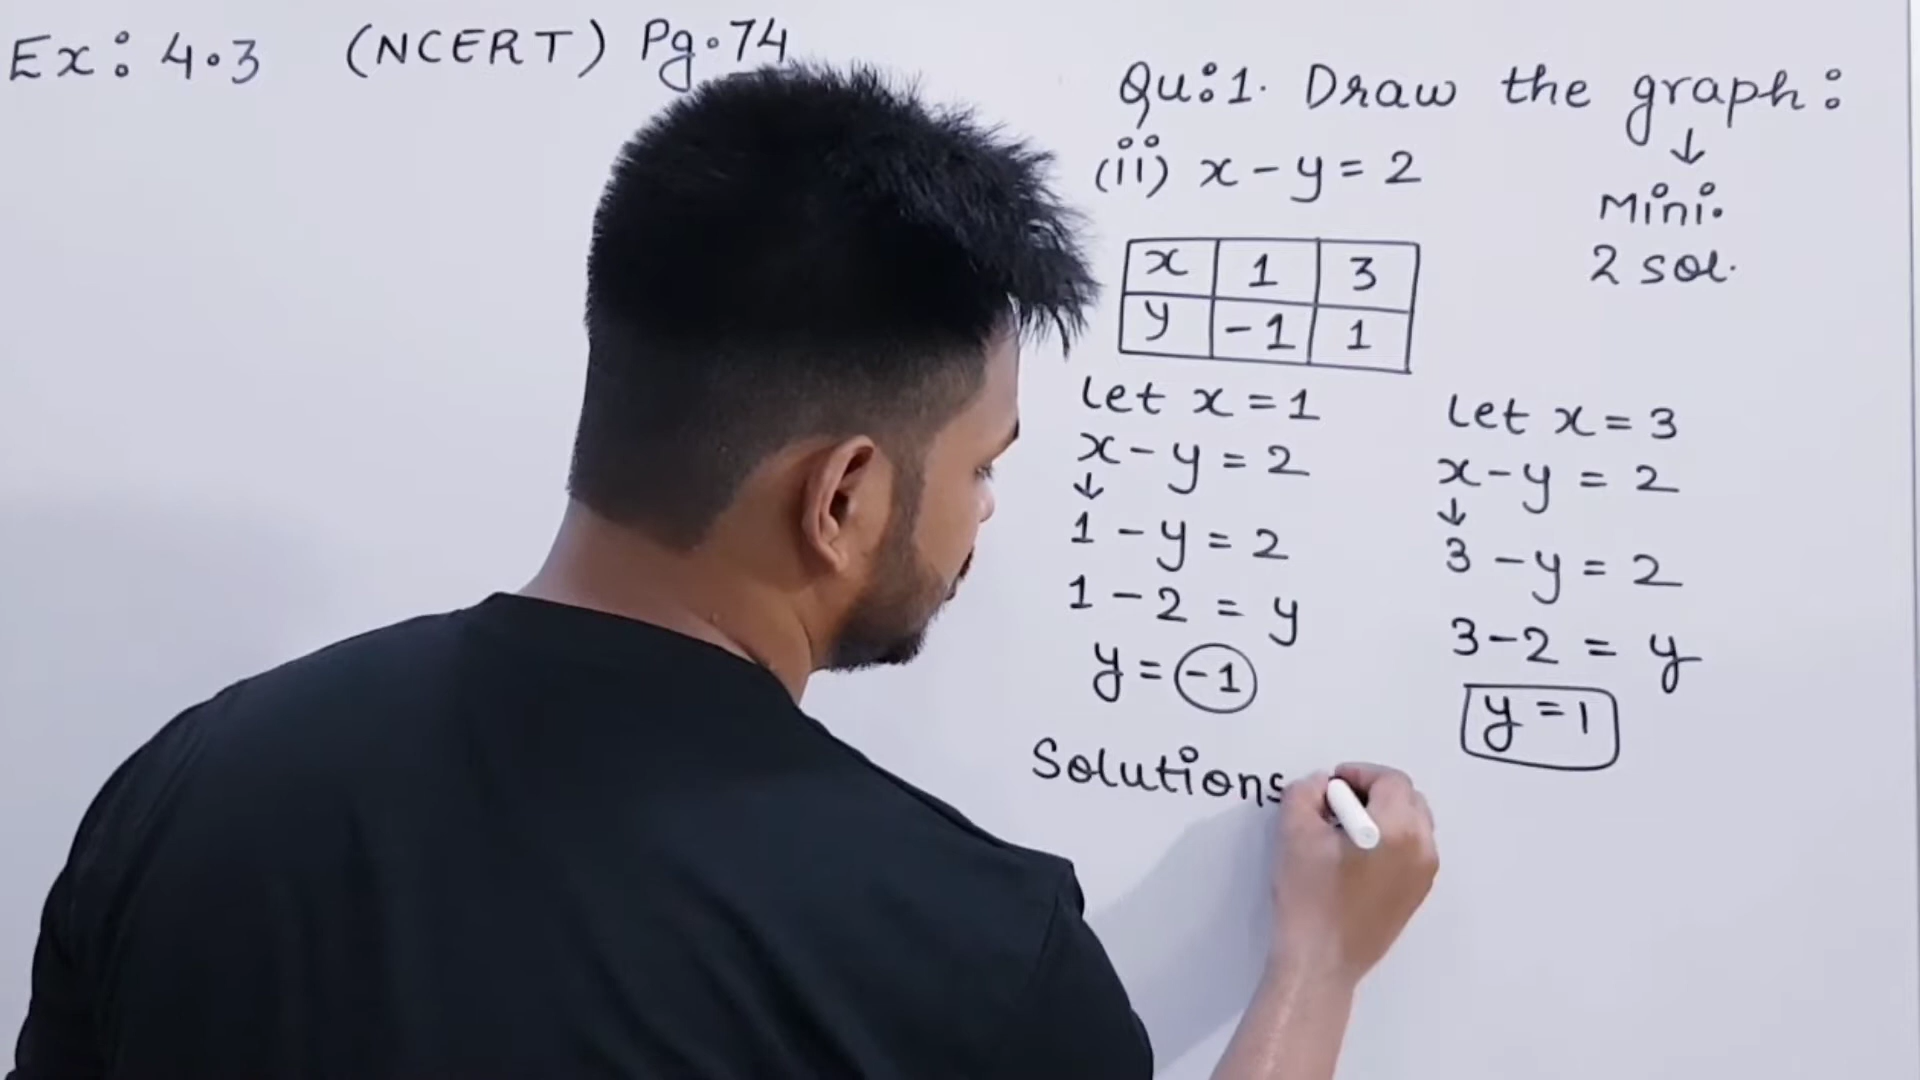 Ex: 4.3 (NCERT) Pg.74
Qu:1. Draw the graph:
↓
Mini.
2 sol.
(ii) x - y = 2
x 1 3
y -1 1
Let x = 1
x - y = 2
↓
1 - y = 2
1 - 2 = y
y = -1
Let x = 3
x - y = 2
↓
3 - y = 2
3 - 2 = y
y = 1
Solutions